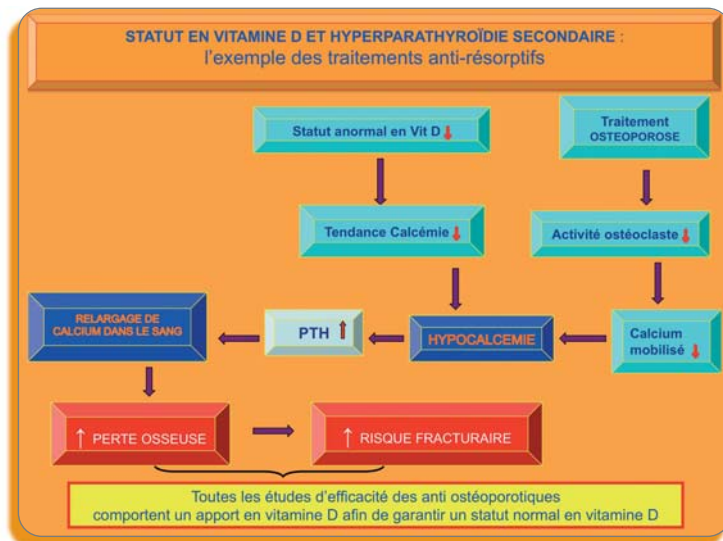 STATUT EN VITAMINE D ET HYPERPARATHYROÏDIE SECONDAIRE :
l'exemple des traitements anti-résorptifs
Statut anormal en Vit D ↓
Traitement
OSTEOPOROSE
Tendance Calcémie ↓
Activité ostéoclaste ↓
RELARGAGE DE
CALCIUM DANS LE SANG
PTH ↑
HYPOCALCEMIE
Calcium
mobilisé ↓
↑ PERTE OSSEUSE
↑ RISQUE FRACTURAIRE
Toutes les études d'efficacité des anti ostéoporotiques
comportent un apport en vitamine D afin de garantir un statut normal en vitamine D